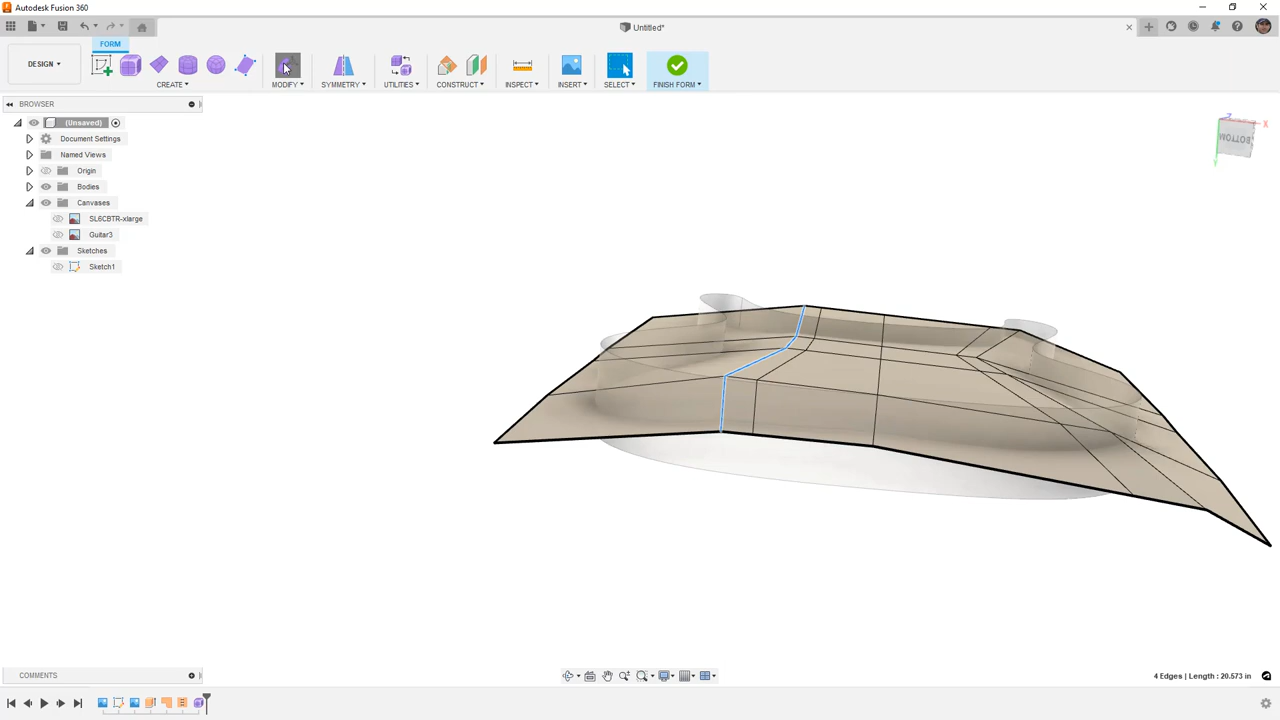 Autodesk Fusion 360
Untitled*
FORM
DESIGN
CREATE
MODIFY
SYMMETRY
UTILITIES
CONSTRUCT
INSPECT
INSERT
SELECT
FINISH FORM
BROWSER
(Unsaved)
Document Settings
Named Views
Origin
Bodies
Canvases
SL6CBTR-xlarge
Guitar3
Sketches
Sketch1
Z
X
BOTTOM
Y
COMMENTS
4 Edges | Length : 20.573 in